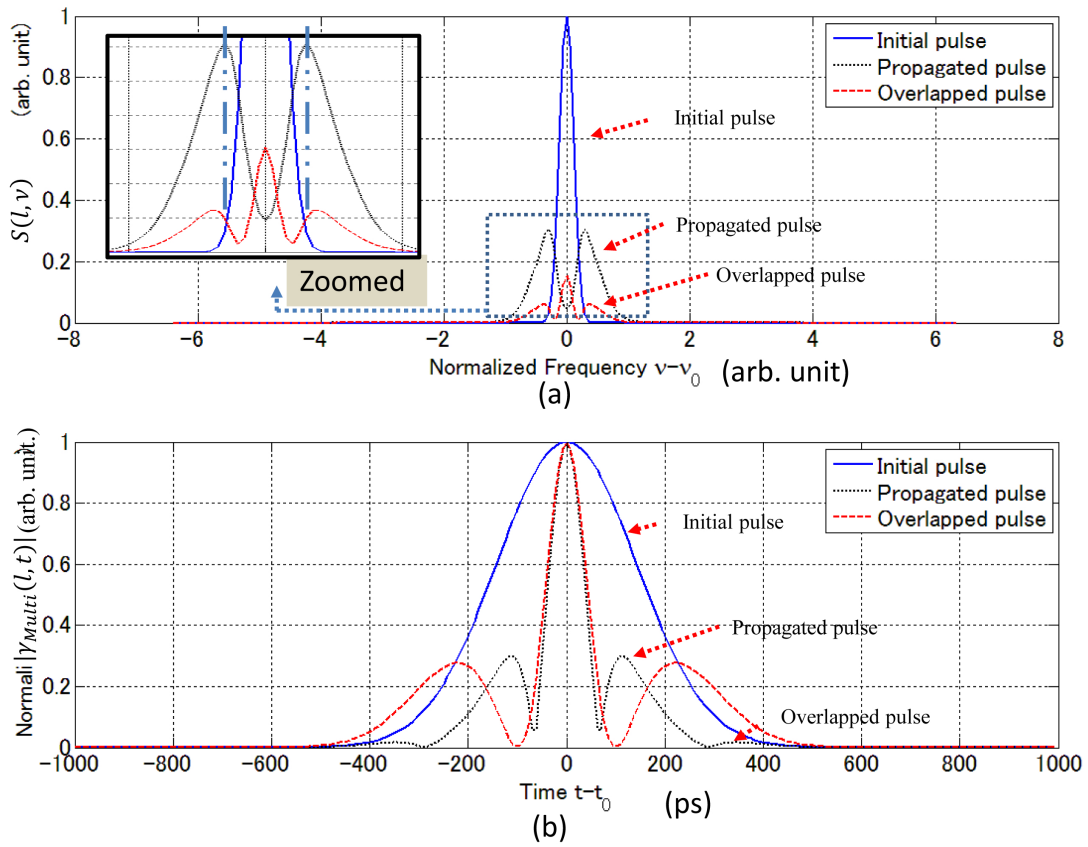 S(l, ν) (arb. unit)
1
0.8
0.6
0.4
0.2
0
Initial pulse
Propagated pulse
Overlapped pulse
Initial pulse
Propagated pulse
Overlapped pulse
Zoomed
-8 -6 -4 -2 0 2 4 6 8
Normalized Frequency ν-ν0 (arb. unit)
(a)
Normali |γMulti(l, t)| (arb. unit.)
1
0.8
0.6
0.4
0.2
0
Initial pulse
Propagated pulse
Overlapped pulse
Initial pulse
Propagated pulse
Overlapped pulse
-1000 -800 -600 -400 -200 0 200 400 600 800 1000
Time t-t0 (ps)
(b)